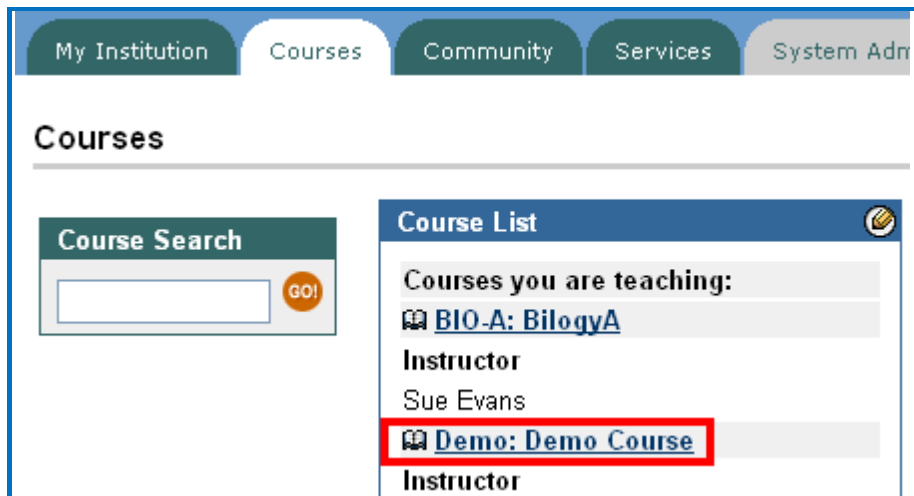 My Institution Courses Community Services System Adm
Courses
Course Search
GO!
Course List
Courses you are teaching:
BIO-A: BilogyA
Instructor
Sue Evans
Demo: Demo Course
Instructor